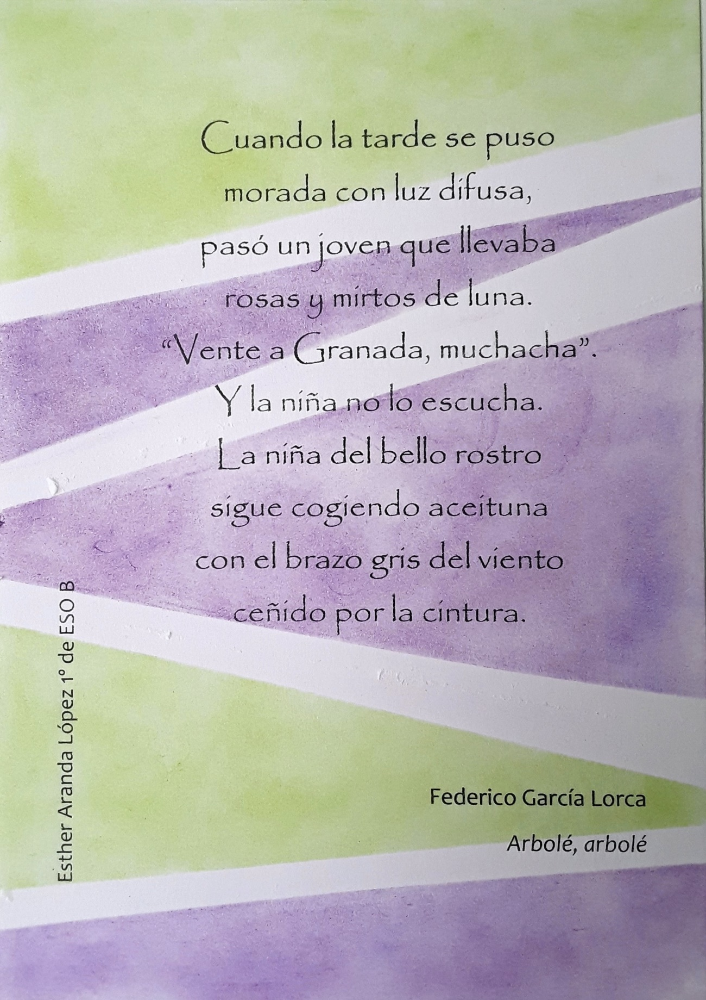 Cuando la tarde se puso
morada con luz difusa,
pasó un joven que llevaba
rosas y mirtos de luna.
“Vente a Granada, muchacha”.
Y la niña no lo escucha.
La niña del bello rostro
sigue cogiendo aceituna
con el brazo gris del viento
ceñido por la cintura.
Federico García Lorca
Arbolé, arbolé
Esther Aranda López 1º de ESO B